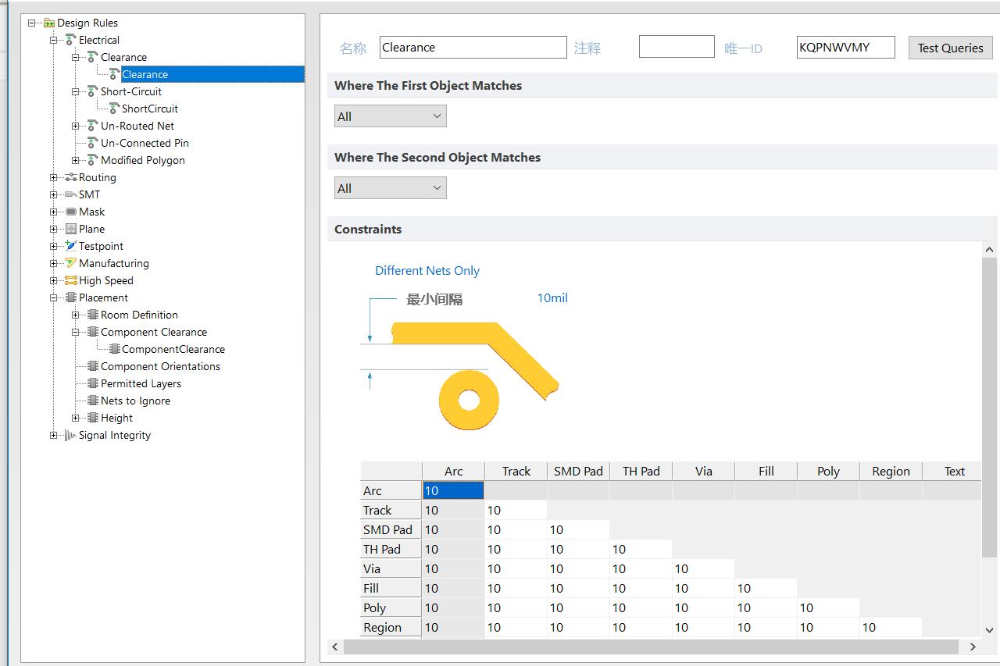 Design Rules
Electrical
Clearance
Clearance
Short-Circuit
ShortCircuit
Un-Routed Net
Un-Connected Pin
Modified Polygon
Routing
SMT
Mask
Plane
Testpoint
Manufacturing
High Speed
Placement
Room Definition
Component Clearance
ComponentClearance
Component Orientations
Permitted Layers
Nets to Ignore
Height
Signal Integrity
名称 Clearance 注释 唯一ID KQPNWVMY Test Queries
Where The First Object Matches
All
Where The Second Object Matches
All
Constraints
Different Nets Only
最小间隔 10mil
Arc Track SMD Pad TH Pad Via Fill Poly Region Text
Arc 10
Track 10 10
SMD Pad 10 10 10
TH Pad 10 10 10 10
Via 10 10 10 10 10
Fill 10 10 10 10 10 10
Poly 10 10 10 10 10 10 10
Region 10 10 10 10 10 10 10 10